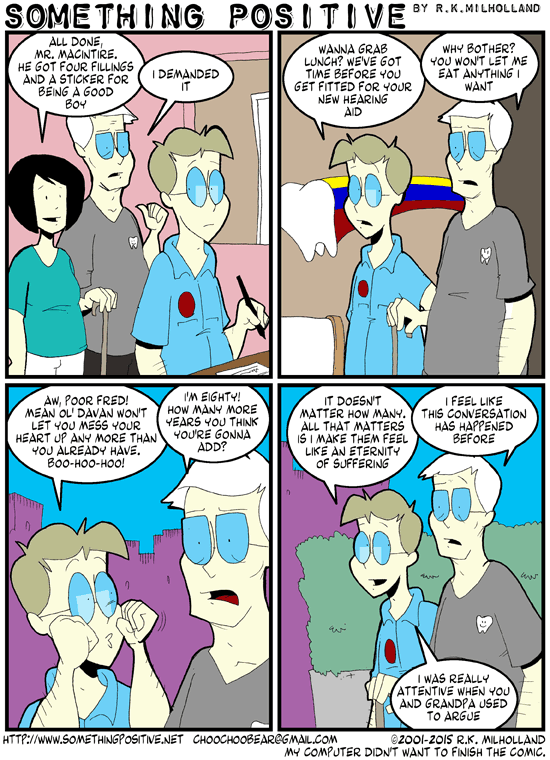 SOMETHING POSITIVE BY R.K.MILHOLLAND
ALL DONE,
MR. MACINTIRE.
HE GOT FOUR FILLINGS
AND A STICKER FOR
BEING A GOOD
BOY
I DEMANDED
IT
WANNA GRAB
LUNCH? WE'VE GOT
TIME BEFORE YOU
GET FITTED FOR YOUR
NEW HEARING
AID
WHY BOTHER?
YOU WON'T LET ME
EAT ANYTHING I
WANT
AW, POOR FRED!
MEAN OL' DAVAN WON'T
LET YOU MESS YOUR
HEART UP ANY MORE THAN
YOU ALREADY HAVE.
BOO-HOO-HOO!
I'M EIGHTY!
HOW MANY MORE
YEARS YOU THINK
YOU'RE GONNA
ADD?
IT DOESN'T
MATTER HOW MANY.
ALL THAT MATTERS
IS I MAKE THEM FEEL
LIKE AN ETERNITY
OF SUFFERING
I FEEL LIKE
THIS CONVERSATION
HAS HAPPENED
BEFORE
I WAS REALLY
ATTENTIVE WHEN YOU
AND GRANDPA USED
TO ARGUE
HTTP://WWW.SOMETHINGPOSITIVE.NET CHOOCHOOBEAR@GMAIL.COM ©2001-2015 R.K. MILHOLLAND
MY COMPUTER DIDN'T WANT TO FINISH THE COMIC.